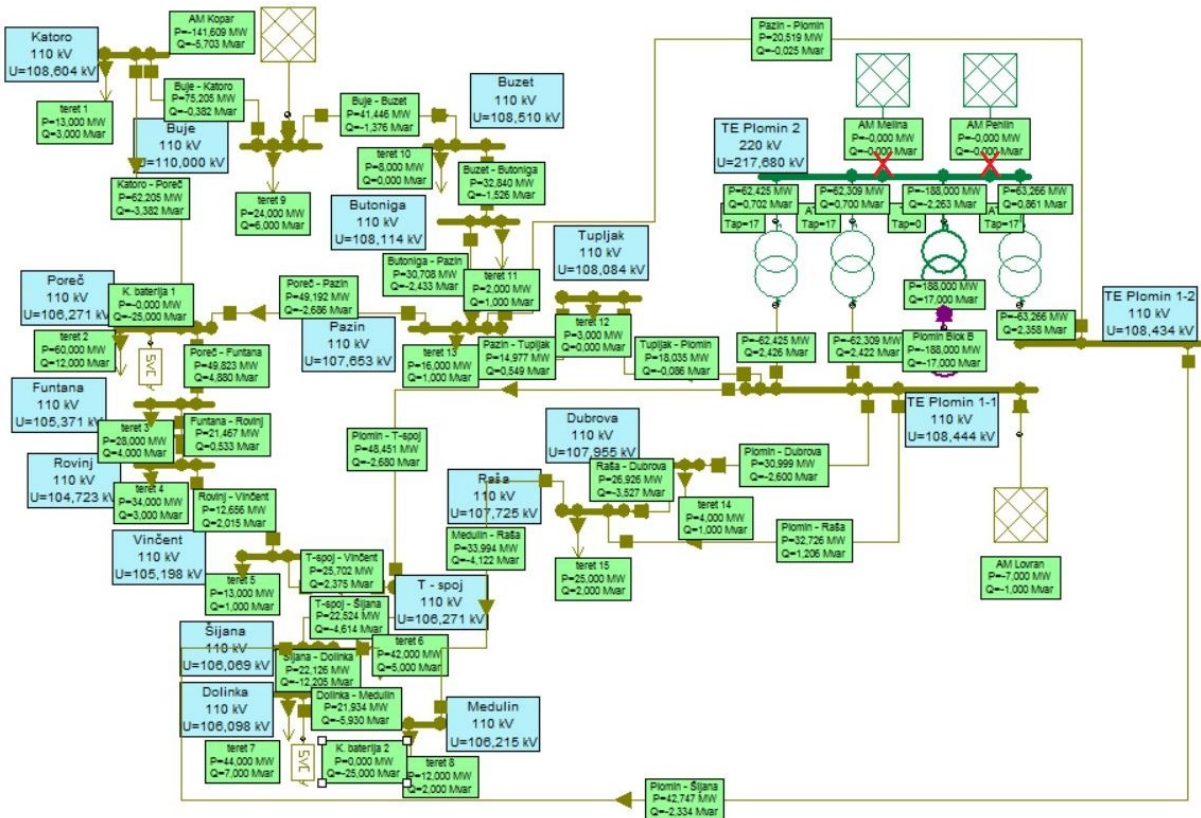 Katoro
110 kV
U=108,604 kV
AM Kopar
P=-141,609 MW
Q=-5,703 Mvar
teret 1
P=13,000 MW
Q=3,000 Mvar
Buje - Katoro
P=75,205 MW
Q=-0,382 Mvar
Buje
110 kV
U=110,000 kV
Buje - Buzet
P=41,446 MW
Q=-1,376 Mvar
Buzet
110 kV
U=108,510 kV
teret 10
P=8,000 MW
Q=0,000 Mvar
Katoro - Poreč
P=62,205 MW
Q=-3,382 Mvar
teret 9
P=24,000 MW
Q=6,000 Mvar
Buzet - Butoniga
P=32,840 MW
Q=-1,526 Mvar
Butoniga
110 kV
U=108,114 kV
Butoniga - Pazin
P=30,708 MW
Q=-2,433 Mvar
teret 11
P=2,000 MW
Q=1,000 Mvar
Tupljak
110 kV
U=108,084 kV
Pazin - Plomin
P=20,519 MW
Q=-0,025 Mvar
TE Plomin 2
220 kV
U=217,680 kV
AM Melina
P=-0,000 MW
Q=-0,000 Mvar
AM Pehlin
P=-0,000 MW
Q=-0,000 Mvar
P=62,425 MW
Q=0,702 Mvar
P=62,309 MW
Q=0,700 Mvar
P=-188,000 MW
Q=-2,263 Mvar
P=63,266 MW
Q=0,861 Mvar
Tap=17
Tap=17
Tap=0
Tap=17
P=188,000 MW
Q=17,000 Mvar
Plomin Blok B
P=-188,000 MW
Q=-17,000 Mvar
P=-62,425 MW
Q=2,426 Mvar
P=-62,309 MW
Q=2,422 Mvar
P=-63,266 MW
Q=2,358 Mvar
TE Plomin 1-2
110 kV
U=108,434 kV
Poreč
110 kV
U=106,271 kV
K. baterija 1
P=-0,000 MW
Q=-25,000 Mvar
Poreč - Pazin
P=49,192 MW
Q=-2,686 Mvar
Pazin
110 kV
U=107,653 kV
teret 13
P=16,000 MW
Q=1,000 Mvar
Pazin - Tupljak
P=14,977 MW
Q=0,549 Mvar
teret 12
P=3,000 MW
Q=0,000 Mvar
Tupljak - Plomin
P=18,035 MW
Q=-0,086 Mvar
teret 2
P=60,000 MW
Q=12,000 Mvar
SVC
Poreč - Funtana
P=49,823 MW
Q=4,880 Mvar
Funtana
110 kV
U=105,371 kV
teret 3
P=28,000 MW
Q=4,000 Mvar
Funtana - Rovinj
P=21,467 MW
Q=0,533 Mvar
Rovinj
110 kV
U=104,723 kV
teret 4
P=34,000 MW
Q=3,000 Mvar
Rovinj - Vinčent
P=12,656 MW
Q=2,015 Mvar
Plomin - T-spoj
P=48,451 MW
Q=-2,680 Mvar
Dubrova
110 kV
U=107,955 kV
Plomin - Dubrova
P=30,999 MW
Q=-2,600 Mvar
TE Plomin 1-1
110 kV
U=108,444 kV
Raša
110 kV
U=107,725 kV
Raša - Dubrova
P=26,926 MW
Q=-3,527 Mvar
teret 14
P=4,000 MW
Q=1,000 Mvar
Plomin - Raša
P=32,726 MW
Q=1,206 Mvar
Medulin - Raša
P=33,994 MW
Q=-4,122 Mvar
teret 15
P=25,000 MW
Q=2,000 Mvar
AM Lovran
P=-7,000 MW
Q=-1,000 Mvar
Vinčent
110 kV
U=105,198 kV
teret 5
P=13,000 MW
Q=1,000 Mvar
T-spoj - Vinčent
P=25,702 MW
Q=2,375 Mvar
T - spoj
110 kV
U=106,271 kV
T-spoj - Šijana
P=22,524 MW
Q=-4,614 Mvar
Šijana
110 kV
U=106,069 kV
Šijana - Dolinka
P=22,126 MW
Q=-12,205 Mvar
teret 6
P=42,000 MW
Q=5,000 Mvar
Dolinka
110 kV
U=106,098 kV
Dolinka - Medulin
P=21,934 MW
Q=-5,930 Mvar
Medulin
110 kV
U=106,215 kV
teret 7
P=44,000 MW
Q=7,000 Mvar
SVC
K. baterija 2
P=0,000 MW
Q=-25,000 Mvar
teret 8
P=12,000 MW
Q=2,000 Mvar
Plomin - Šijana
P=42,747 MW
Q=-2,334 Mvar